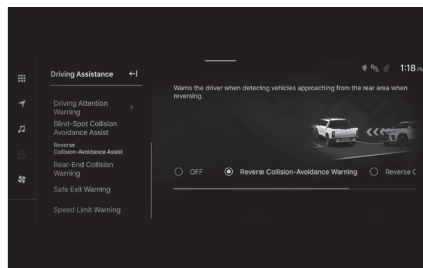 1:18 PM
Driving Assistance
Warns the driver when detecting vehicles approaching from the rear area when
reversing.
Driving Attention
Warning
Blind-Spot Collision
Avoidance Assist
Reverse
Collision-Avoidance Assist
Rear-End Collision
Warning
OFF
Reverse Collision-Avoidance Warning
Reverse C
Safe Exit Warning
Speed Limit Warning